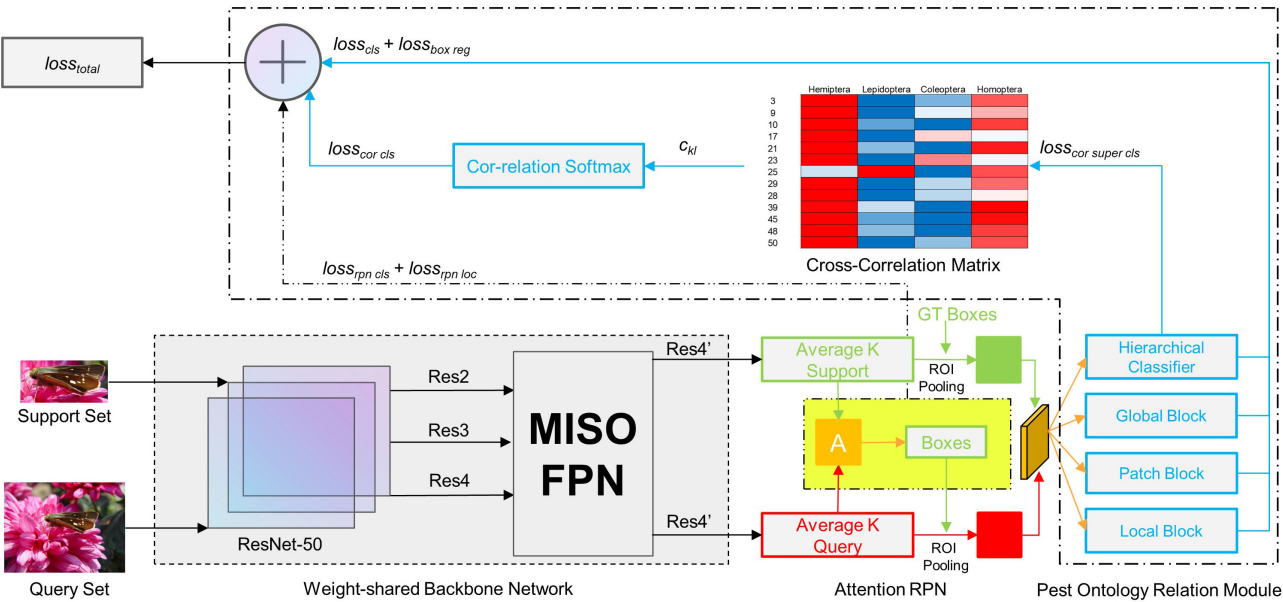 loss_total
loss_cls + loss_box reg
Hemiptera Lepidoptera Coleoptera Homoptera
3
9
10
17
21
23
25
29
28
39
45
48
50
loss_cor cls
Cor-relation Softmax
c_kl
loss_cor super cls
Cross-Correlation Matrix
loss_rpn cls + loss_rpn loc
Support Set
Query Set
Res2
Res3
Res4
ResNet-50
MISO
FPN
Res4'
Res4'
Weight-shared Backbone Network
Average K
Support
GT Boxes
ROI
Pooling
A
Boxes
Average K
Query
ROI
Pooling
Attention RPN
Hierarchical
Classifier
Global Block
Patch Block
Local Block
Pest Ontology Relation Module